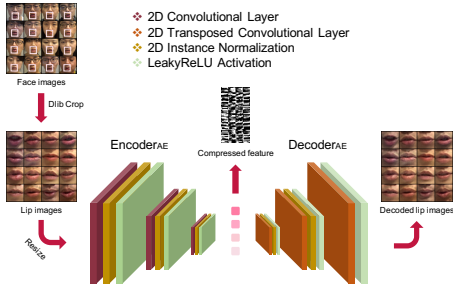 2D Convolutional Layer
2D Transposed Convolutional Layer
2D Instance Normalization
LeakyReLU Activation
Face images
Dlib Crop
EncoderAE
Compressed feature
DecoderAE
Lip images
Decoded lip images
Resize